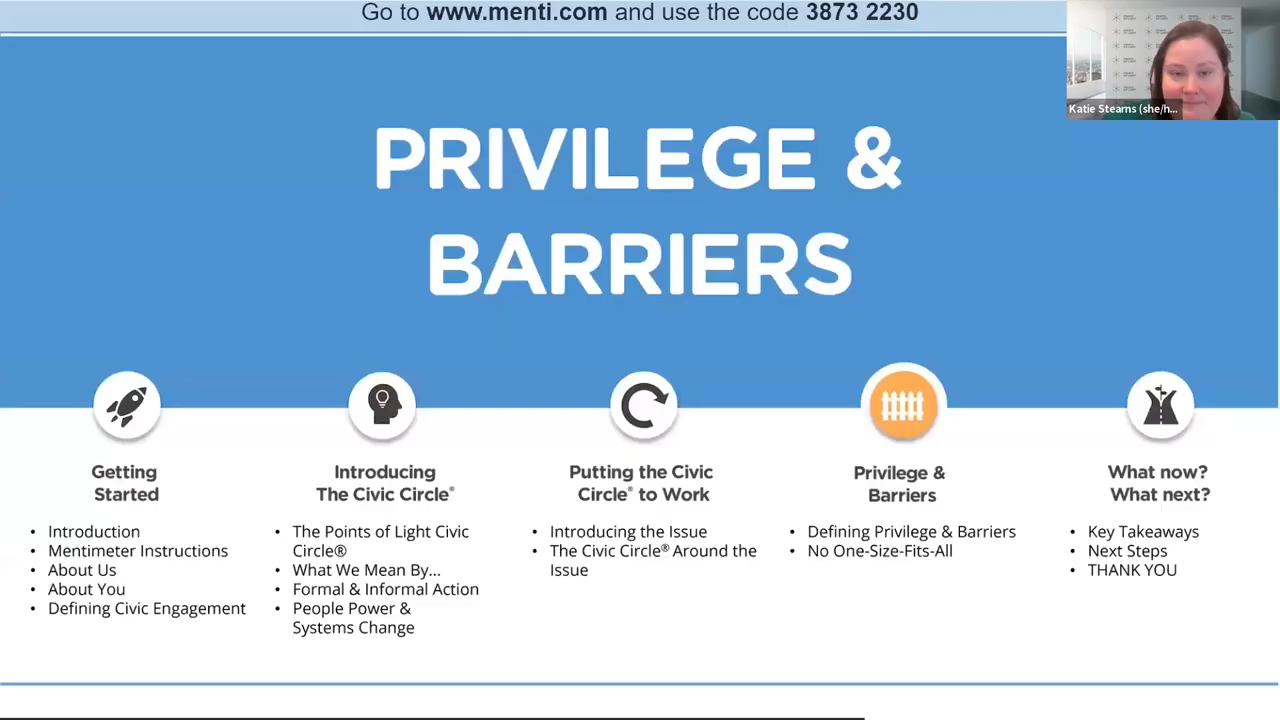 Go to www.menti.com and use the code 3873 2230
Katie Stearns (she/h...
PRIVILEGE &
BARRIERS
Getting
Started
• Introduction
• Mentimeter Instructions
• About Us
• About You
• Defining Civic Engagement
Introducing
The Civic Circle®
• The Points of Light Civic
Circle®
• What We Mean By...
• Formal & Informal Action
• People Power &
Systems Change
Putting the Civic
Circle® to Work
• Introducing the Issue
• The Civic Circle® Around the
Issue
Privilege &
Barriers
• Defining Privilege & Barriers
• No One-Size-Fits-All
What now?
What next?
• Key Takeaways
• Next Steps
• THANK YOU